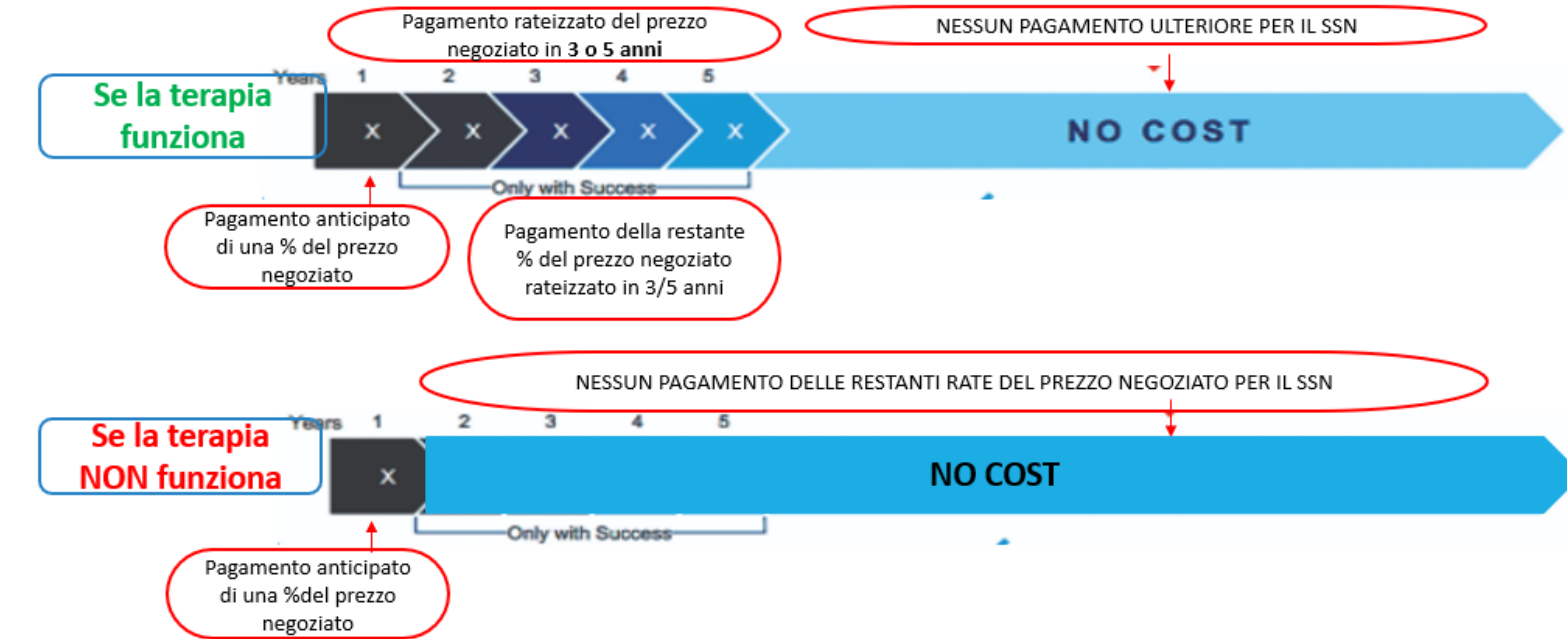 Pagamento rateizzato del prezzo
negoziato in 3 o 5 anni
NESSUN PAGAMENTO ULTERIORE PER IL SSN
Years 1 2 3 4 5
Se la terapia
funziona
x x x x x
NO COST
Only with Success
Pagamento anticipato
di una % del prezzo
negoziato
Pagamento della restante
% del prezzo negoziato
rateizzato in 3/5 anni
NESSUN PAGAMENTO DELLE RESTANTI RATE DEL PREZZO NEGOZIATO PER IL SSN
Years 1 2 3 4 5
Se la terapia
NON funziona
x
NO COST
Only with Success
Pagamento anticipato
di una %del prezzo
negoziato